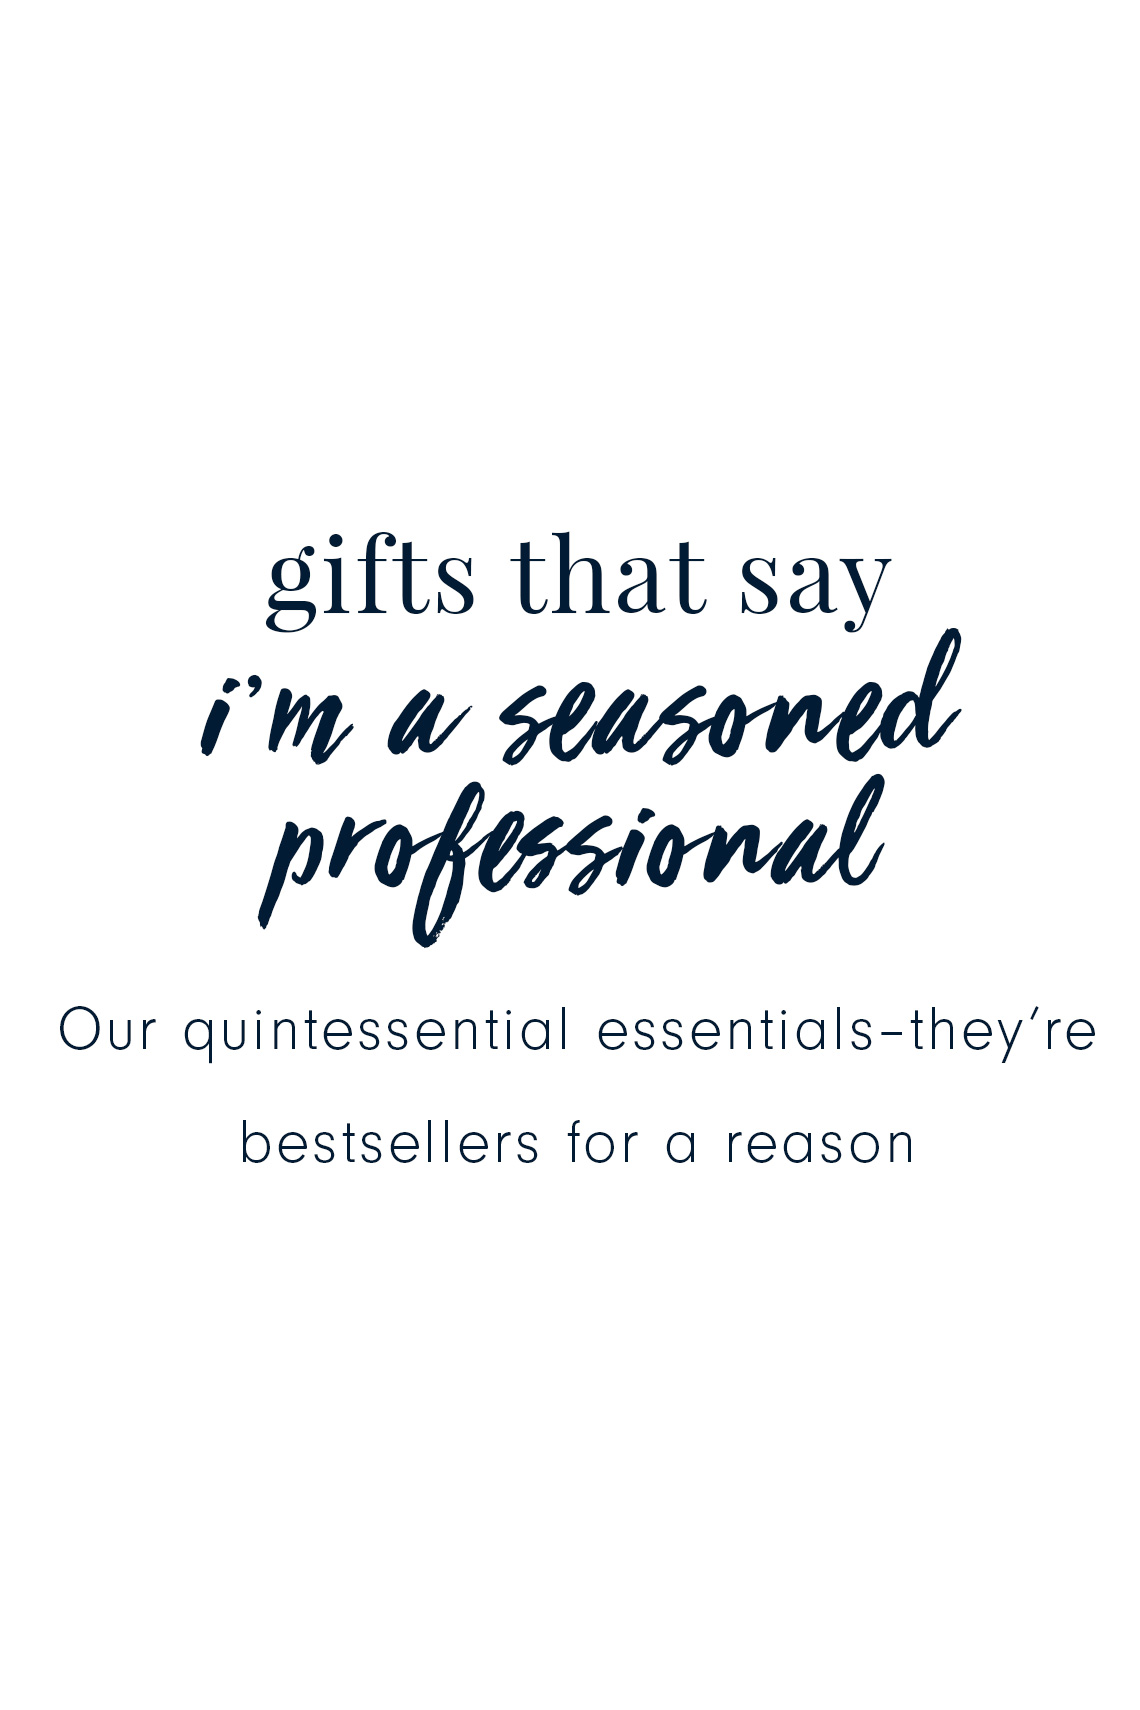 gifts that say
i’m a seasoned
professional
Our quintessential essentials–they’re
bestsellers for a reason